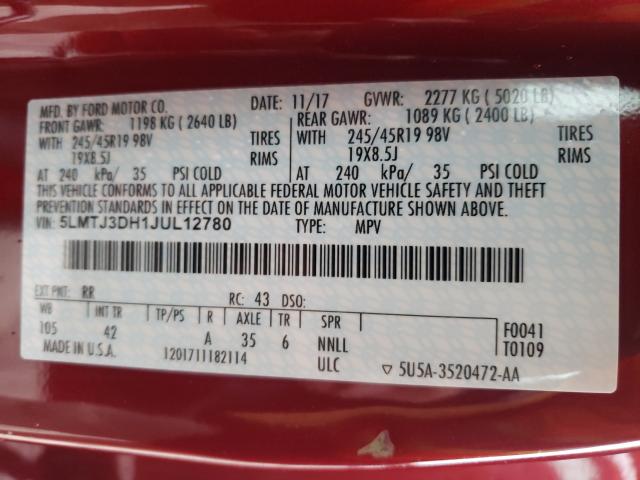 MFD. BY FORD MOTOR CO. DATE: 11/17 GVWR: 2277 KG ( 5020 LB)
FRONT GAWR: 1198 KG ( 2640 LB) REAR GAWR: 1089 KG ( 2400 LB)
WITH 245/45R19 98V TIRES WITH 245/45R19 98V TIRES
19X8.5J RIMS 19X8.5J RIMS
AT 240 kPa/ 35 PSI COLD AT 240 kPa/ 35 PSI COLD
THIS VEHICLE CONFORMS TO ALL APPLICABLE FEDERAL MOTOR VEHICLE SAFETY AND THEFT
PREVENTION STANDARDS IN EFFECT ON THE DATE OF MANUFACTURE SHOWN ABOVE.
VIN: 5LMTJ3DH1JUL12780 TYPE: MPV
EXT PNT: RR RC: 43 DSO:
WB INT TR TP/PS R AXLE TR SPR F0041
105 42 A 35 6 NNLL T0109
MADE IN U.S.A. 1201711182114 ULC ▽ 5U5A-3520472-AA